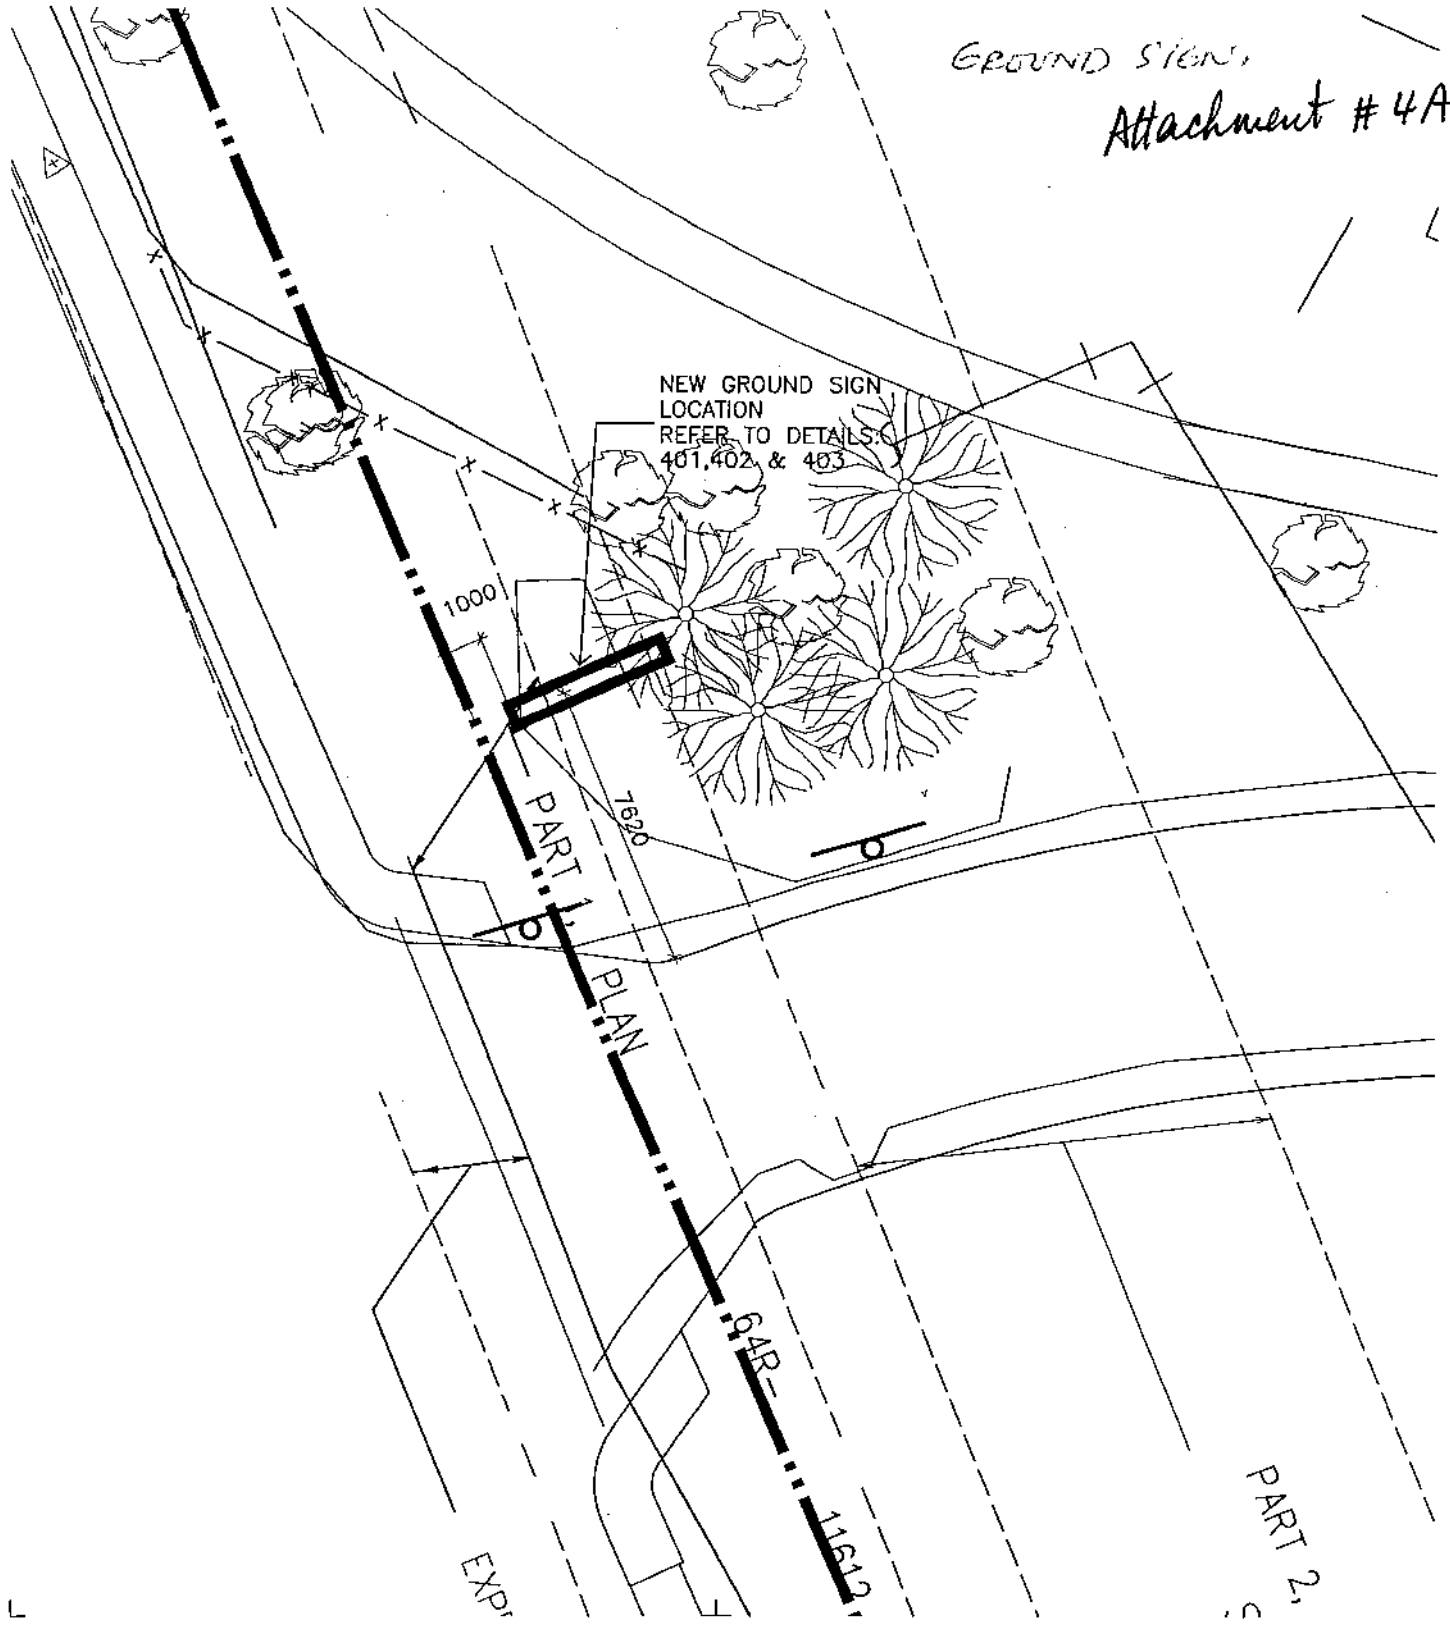 GROUND SIGN.
Attachment # 4A
NEW GROUND SIGN
LOCATION
REFER TO DETAILS:
401,402 & 403
1000
7620
PART 1, PLAN 64R-11612
PART 2,